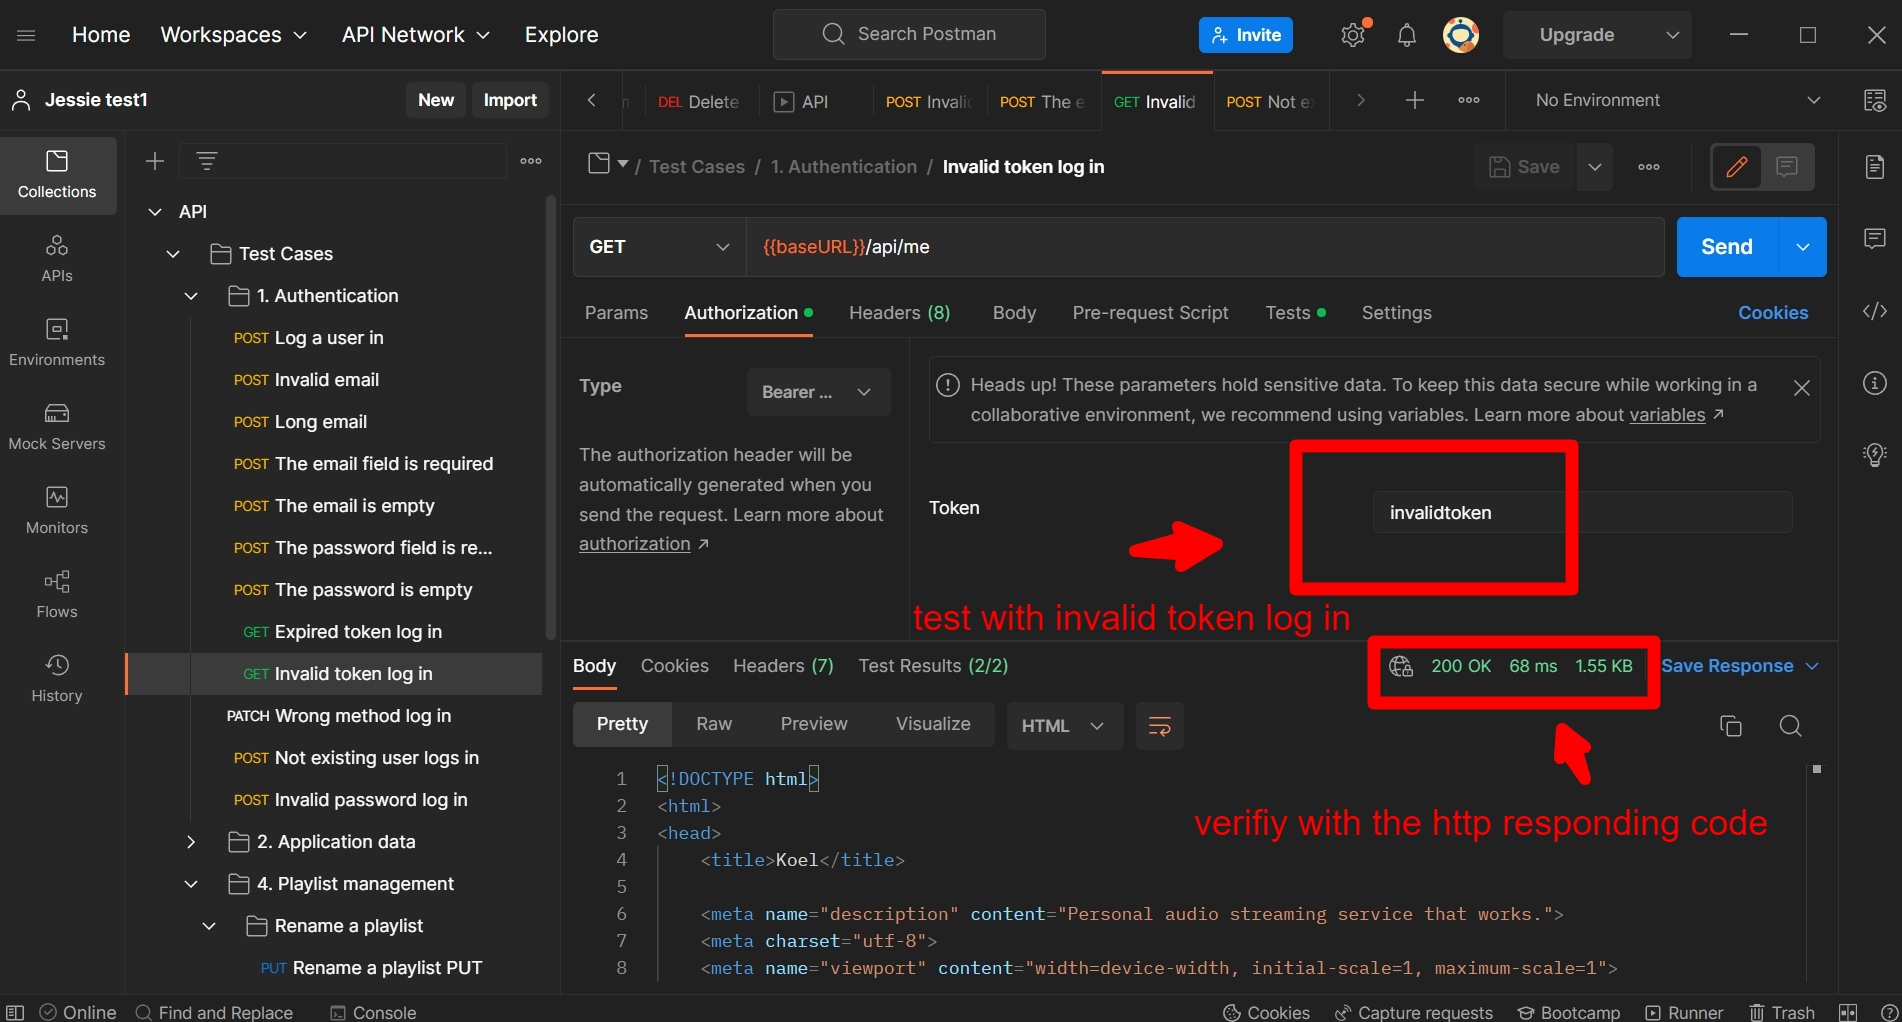 Home Workspaces API Network Explore Search Postman Invite Upgrade
Jessie test1 New Import DEL Delete API POST Invalid POST The e GET Invalid POST Not e No Environment
Collections
APIs
Environments
Mock Servers
Monitors
Flows
History
API
Test Cases
1. Authentication
POST Log a user in
POST Invalid email
POST Long email
POST The email field is required
POST The email is empty
POST The password field is re...
POST The password is empty
GET Expired token log in
GET Invalid token log in
PATCH Wrong method log in
POST Not existing user logs in
POST Invalid password log in
2. Application data
4. Playlist management
Rename a playlist
PUT Rename a playlist PUT
/ Test Cases / 1. Authentication / Invalid token log in Save
GET {{baseURL}}/api/me Send
Params Authorization Headers (8) Body Pre-request Script Tests Settings Cookies
Type Bearer ...
The authorization header will be
automatically generated when you
send the request. Learn more about
authorization ↗
Heads up! These parameters hold sensitive data. To keep this data secure while working in a
collaborative environment, we recommend using variables. Learn more about variables ↗
Token invalidtoken
test with invalid token log in
Body Cookies Headers (7) Test Results (2/2) 200 OK 68 ms 1.55 KB Save Response
Pretty Raw Preview Visualize HTML
verifiy with the http responding code
1 <!DOCTYPE html>
2 <html>
3 <head>
4 <title>Koel</title>
5
6 <meta name="description" content="Personal audio streaming service that works.">
7 <meta charset="utf-8">
8 <meta name="viewport" content="width=device-width, initial-scale=1, maximum-scale=1">
Online Find and Replace Console Cookies Capture requests Bootcamp Runner Trash